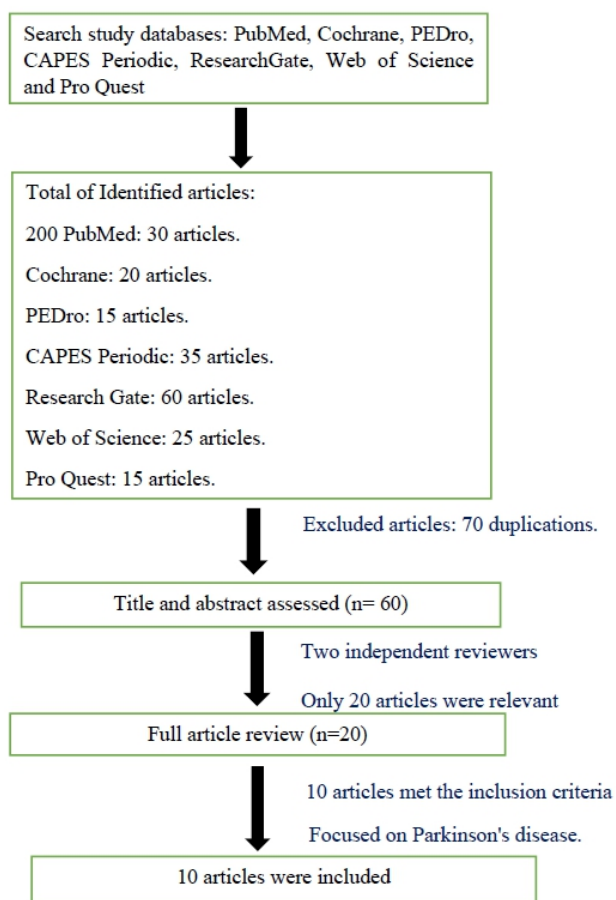 Search study databases: PubMed, Cochrane, PEDro,
CAPES Periodic, ResearchGate, Web of Science
and Pro Quest
Total of Identified articles:
200 PubMed: 30 articles.
Cochrane: 20 articles.
PEDro: 15 articles.
CAPES Periodic: 35 articles.
Research Gate: 60 articles.
Web of Science: 25 articles.
Pro Quest: 15 articles.
Excluded articles: 70 duplications.
Title and abstract assessed (n= 60)
Two independent reviewers
Only 20 articles were relevant
Full article review (n=20)
10 articles met the inclusion criteria
Focused on Parkinson's disease.
10 articles were included